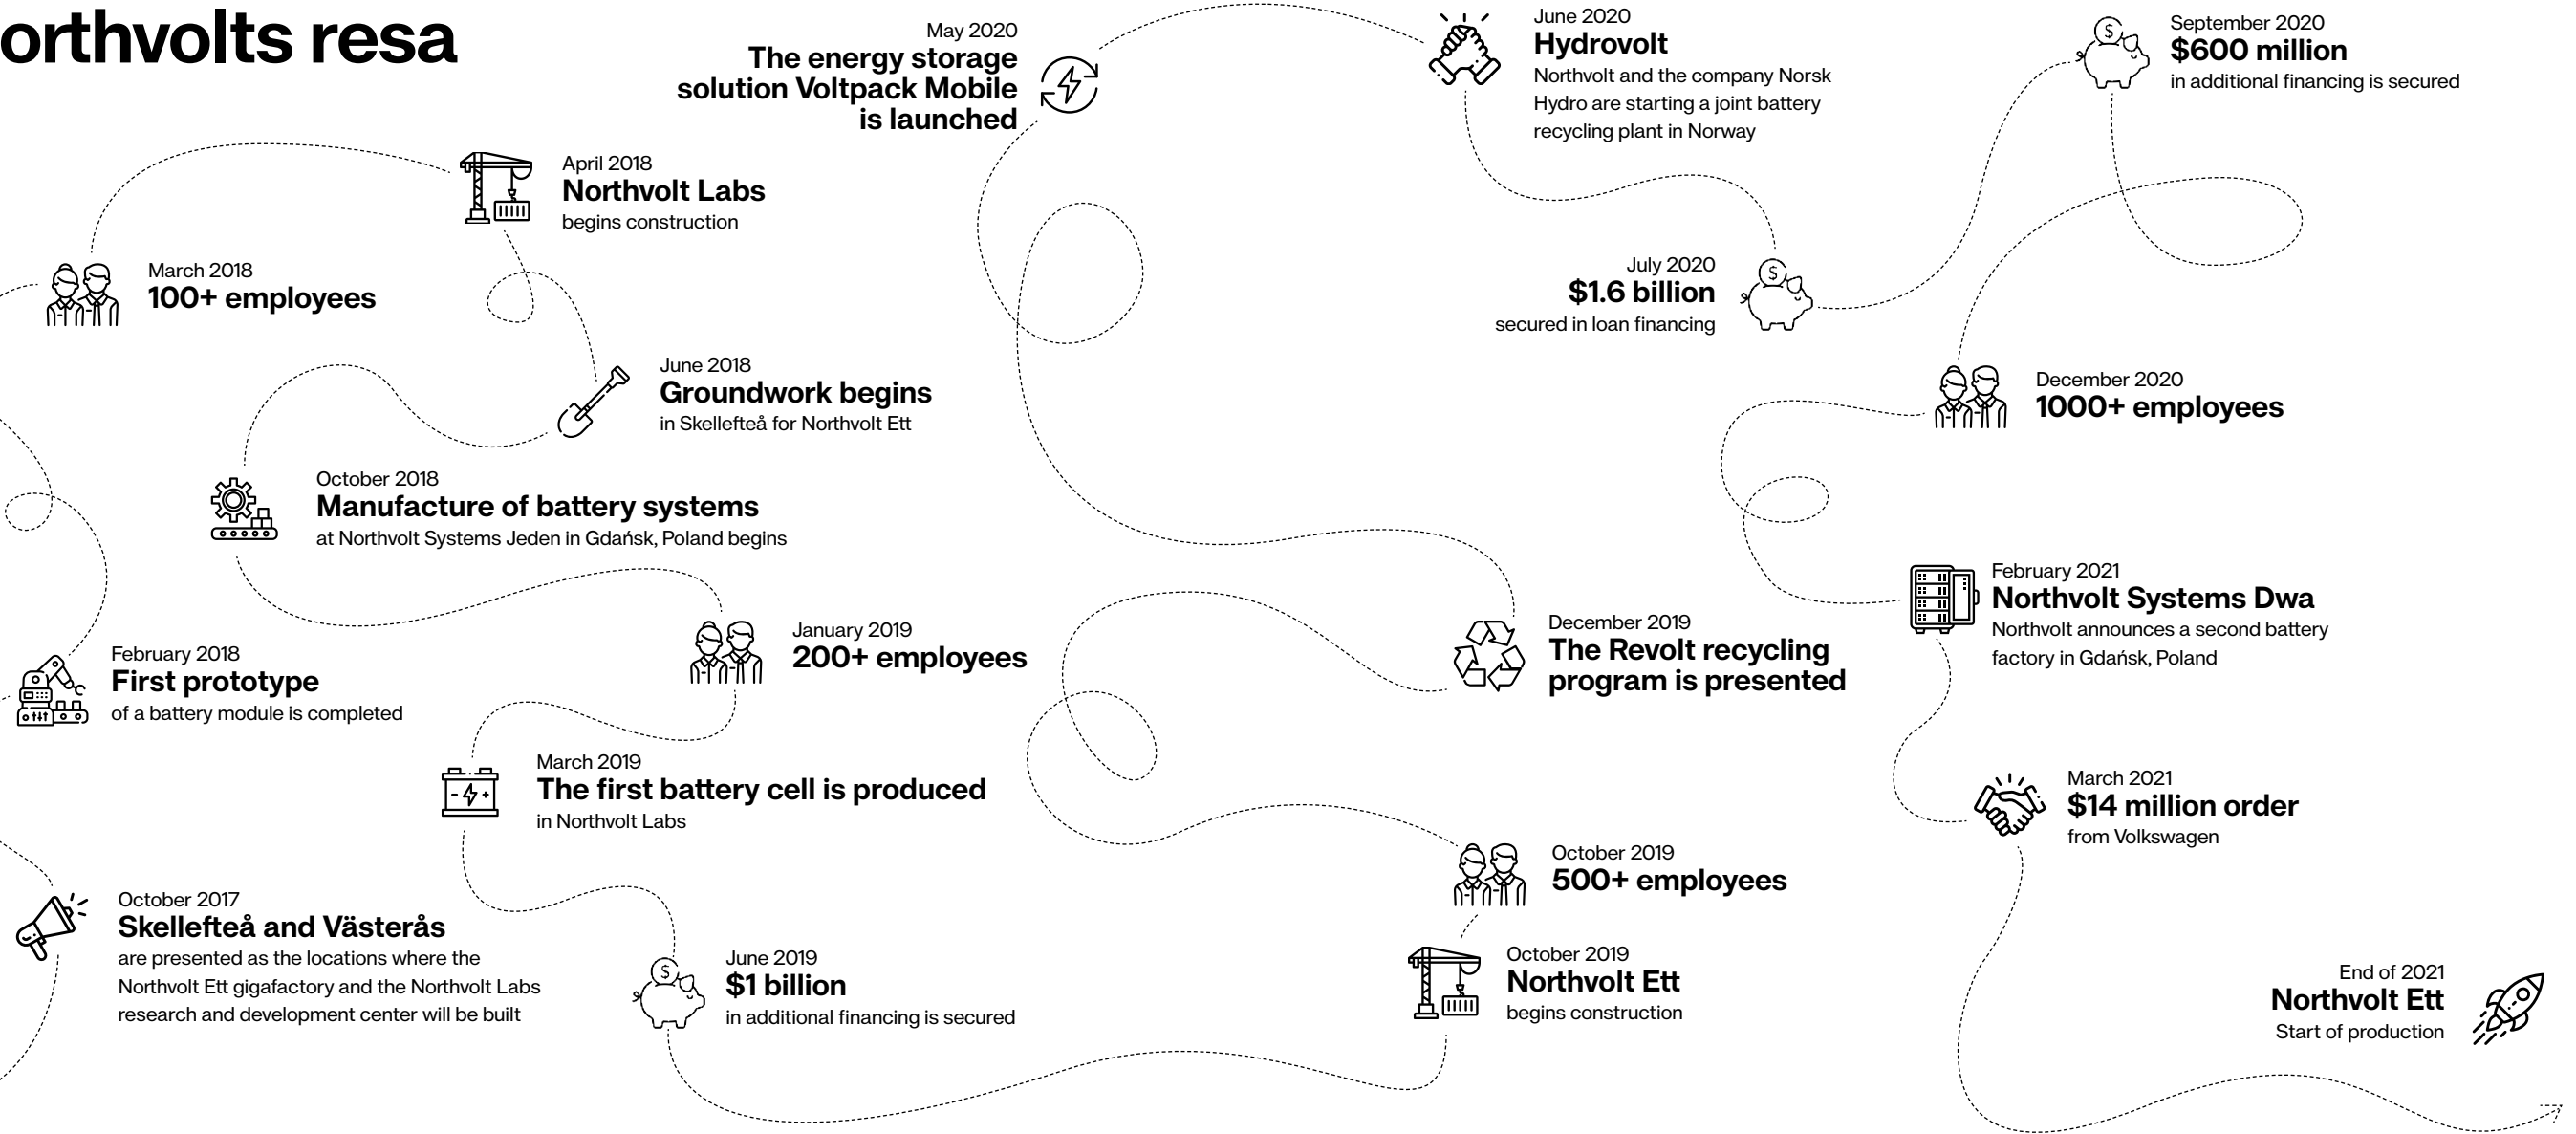 orthvolts resa
October 2017
Skellefteå and Västerås
are presented as the locations where the
Northvolt Ett gigafactory and the Northvolt Labs
research and development center will be built
February 2018
First prototype
of a battery module is completed
March 2018
100+ employees
April 2018
Northvolt Labs
begins construction
June 2018
Groundwork begins
in Skellefteå for Northvolt Ett
October 2018
Manufacture of battery systems
at Northvolt Systems Jeden in Gdańsk, Poland begins
January 2019
200+ employees
March 2019
The first battery cell is produced
in Northvolt Labs
June 2019
$1 billion
in additional financing is secured
October 2019
Northvolt Ett
begins construction
October 2019
500+ employees
December 2019
The Revolt recycling
program is presented
May 2020
The energy storage
solution Voltpack Mobile
is launched
June 2020
Hydrovolt
Northvolt and the company Norsk
Hydro are starting a joint battery
recycling plant in Norway
July 2020
$1.6 billion
secured in loan financing
September 2020
$600 million
in additional financing is secured
December 2020
1000+ employees
February 2021
Northvolt Systems Dwa
Northvolt announces a second battery
factory in Gdańsk, Poland
March 2021
$14 million order
from Volkswagen
End of 2021
Northvolt Ett
Start of production